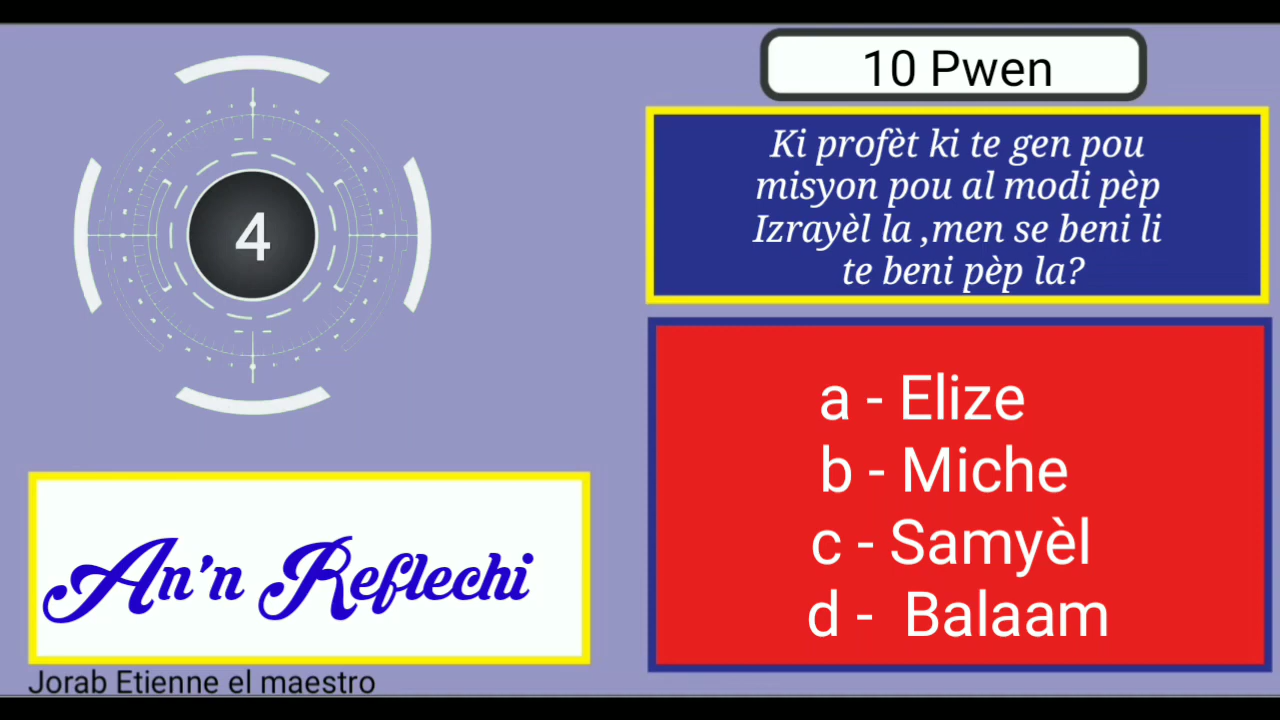 10 Pwen
Ki profèt ki te gen pou
misyon pou al modi pèp
Izrayèl la ,men se beni li
te beni pèp la?
4
a - Elize
b - Miche
c - Samyèl
d - Balaam
An'n Reflechi
Jorab Etienne el maestro